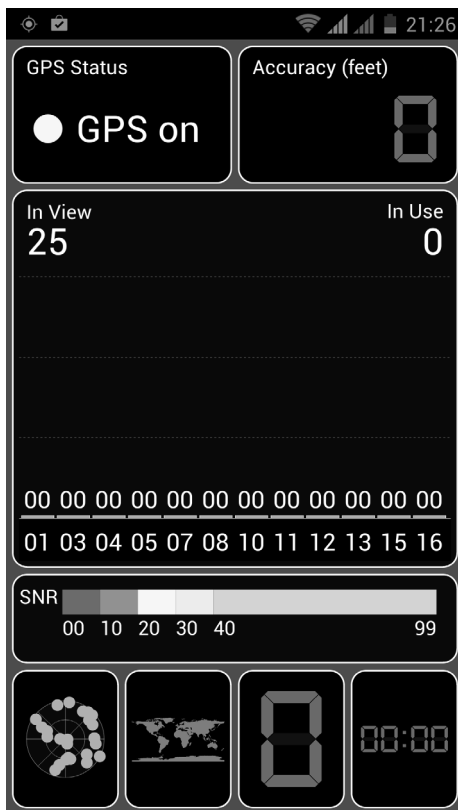 21:26
GPS Status
Accuracy (feet)
GPS on
0
In View
In Use
25
0
00 00 00 00 00 00 00 00 00 00 00 00
01 03 04 05 07 08 10 11 12 13 15 16
SNR
00 10 20 30 40 99
0
00:00